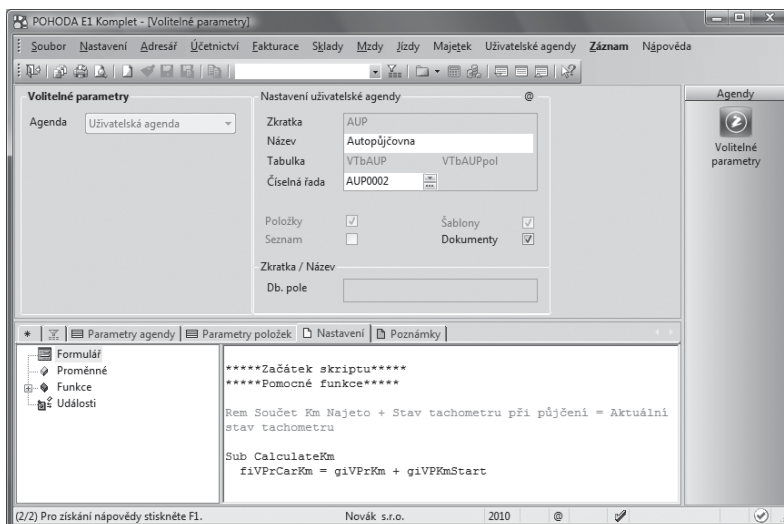 POHODA E1 Komplet - [Volitelné parametry]
Soubor Nastavení Adresář Účetnictví Fakturace Sklady Mzdy Jízdy Majetek Uživatelské agendy Záznam Nápověda
Volitelné parametry
Agenda Uživatelská agenda
Nastavení uživatelské agendy @
Zkratka AUP
Název Autopůjčovna
Tabulka VTbAUP VTbAUPpol
Číselná řada AUP0002
Položky Šablony
Seznam Dokumenty
Zkratka / Název
Db. pole
Agendy
Volitelné
parametry
* Parametry agendy Parametry položek Nastavení Poznámky
Formulář
Proměnné
Funkce
Události
*****Začátek skriptu*****
*****Pomocné funkce*****
Rem Součet Km Najeto + Stav tachometru při půjčení = Aktuální
stav tachometru
Sub CalculateKm
fiVPrCarKm = giVPrKm + giVPKmStart
(2/2) Pro získání nápovědy stiskněte F1. Novák s.r.o. 2010 @